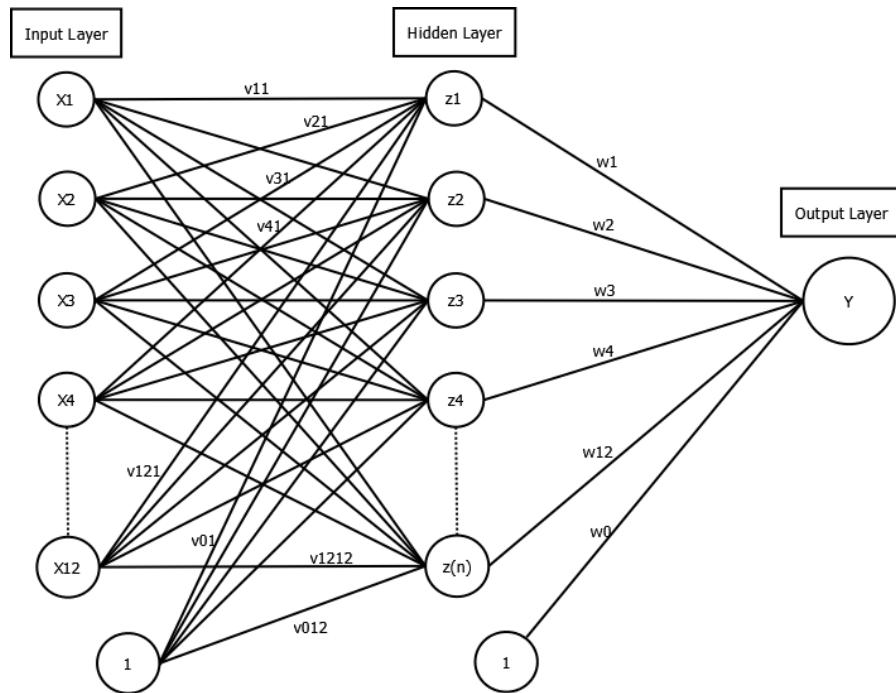 Input Layer
Hidden Layer
X1
v11
z1
v21
w1
X2
v31
z2
w2
Output Layer
v41
X3
z3
w3
Y
X4
z4
w4
v121
w12
v01
w0
X12
v1212
z(n)
v012
1
1